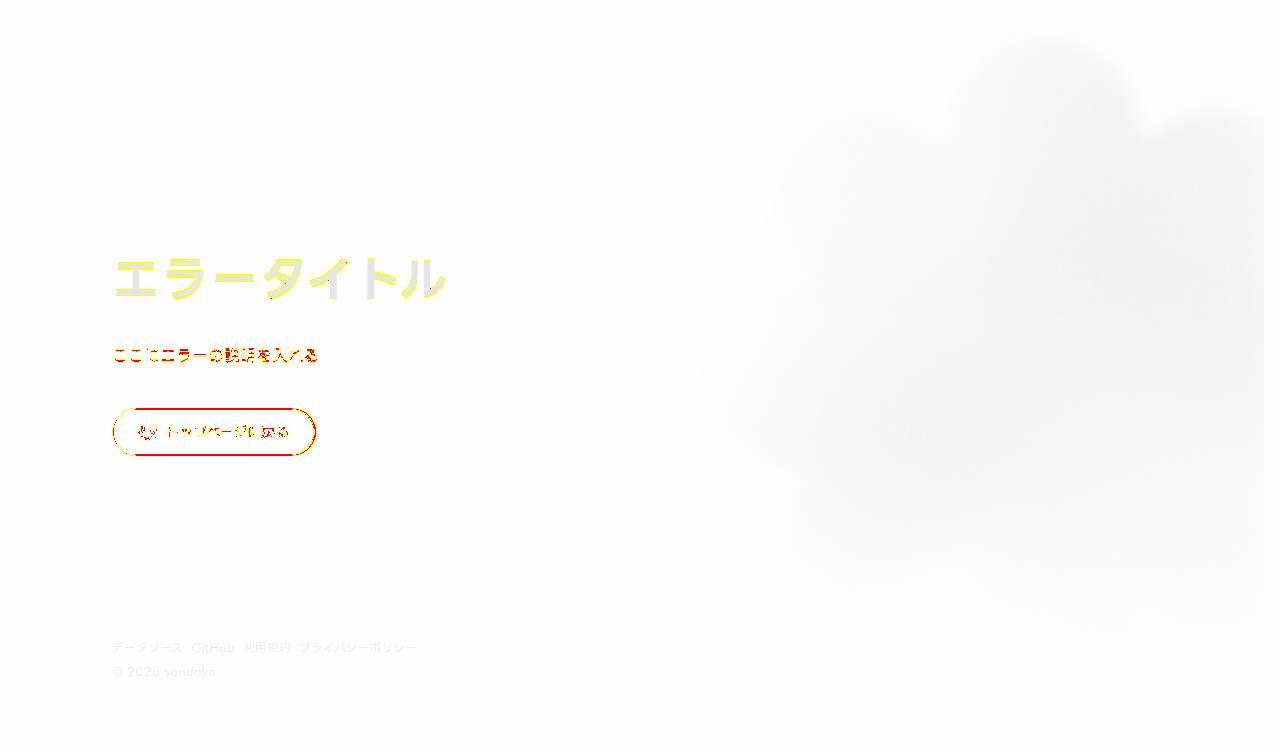 エラータイトル
ここにエラーの説明を入れる
トップページに戻る
データソース GitHub 利用規約 プライバシーポリシー
© 2025 yondako